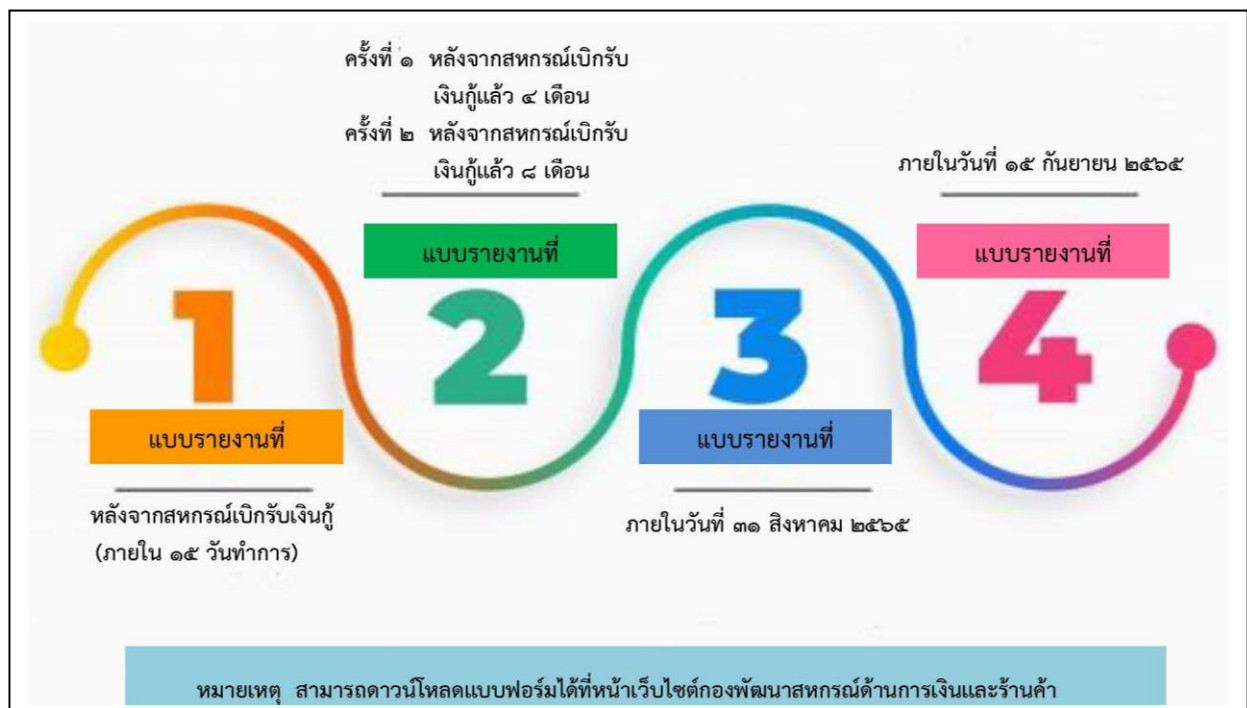 ครั้งที่ ๑ หลังจากสหกรณ์เบิกรับ
เงินกู้แล้ว ๔ เดือน
ครั้งที่ ๒ หลังจากสหกรณ์เบิกรับ
เงินกู้แล้ว ๘ เดือน
ภายในวันที่ ๑๕ กันยายน ๒๕๖๕
แบบรายงานที่
แบบรายงานที่
1
2
3
4
แบบรายงานที่
แบบรายงานที่
หลังจากสหกรณ์เบิกรับเงินกู้
(ภายใน ๑๕ วันทำการ)
ภายในวันที่ ๓๑ สิงหาคม ๒๕๖๕
หมายเหตุ สามารถดาวน์โหลดแบบฟอร์มได้ที่หน้าเว็บไซต์กองพัฒนาสหกรณ์ด้านการเงินและร้านค้า